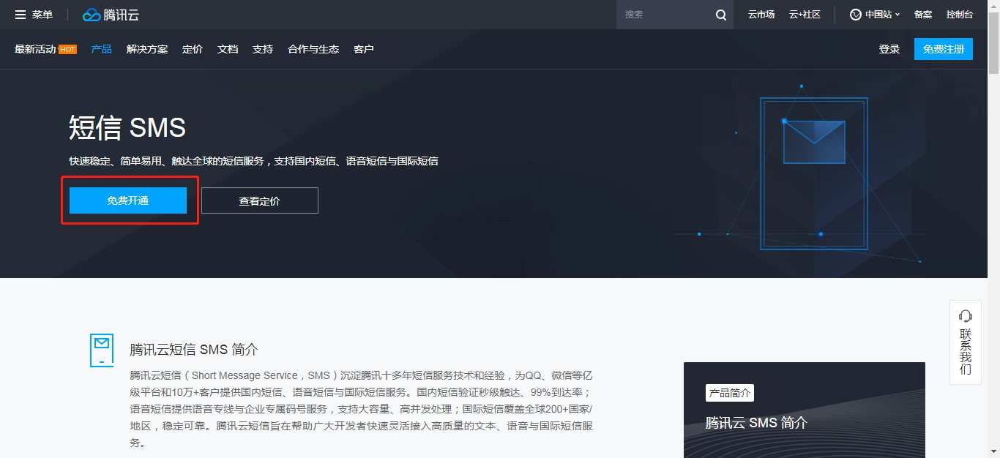 菜单
腾讯云
搜索
云市场
云+社区
中国站
备案
控制台
最新活动 HOT
产品
解决方案
定价
文档
支持
合作与生态
客户
登录
免费注册
短信 SMS
快速稳定、简单易用、触达全球的短信服务，支持国内短信、语音短信与国际短信
免费开通
查看定价
腾讯云短信 SMS 简介
腾讯云短信（Short Message Service，SMS）沉淀腾讯十多年短信服务技术和经验，为QQ、微信等亿
级平台和10万+客户提供国内短信、语音短信与国际短信服务。国内短信验证秒级触达、99%到达率；
语音短信提供语音专线与企业专属码号服务，支持大容量、高并发处理；国际短信覆盖全球200+国家/
地区，稳定可靠。腾讯云短信旨在帮助广大开发者快速灵活接入高质量的文本、语音与国际短信服
务。
产品简介
腾讯云 SMS 简介
联系我们